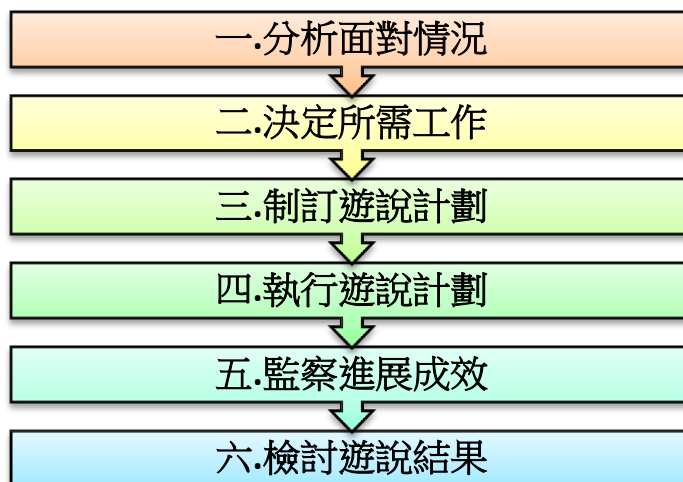 一.分析面對情況
二.決定所需工作
三.制訂遊說計劃
四.執行遊說計劃
五.監察進展成效
六.檢討遊說結果